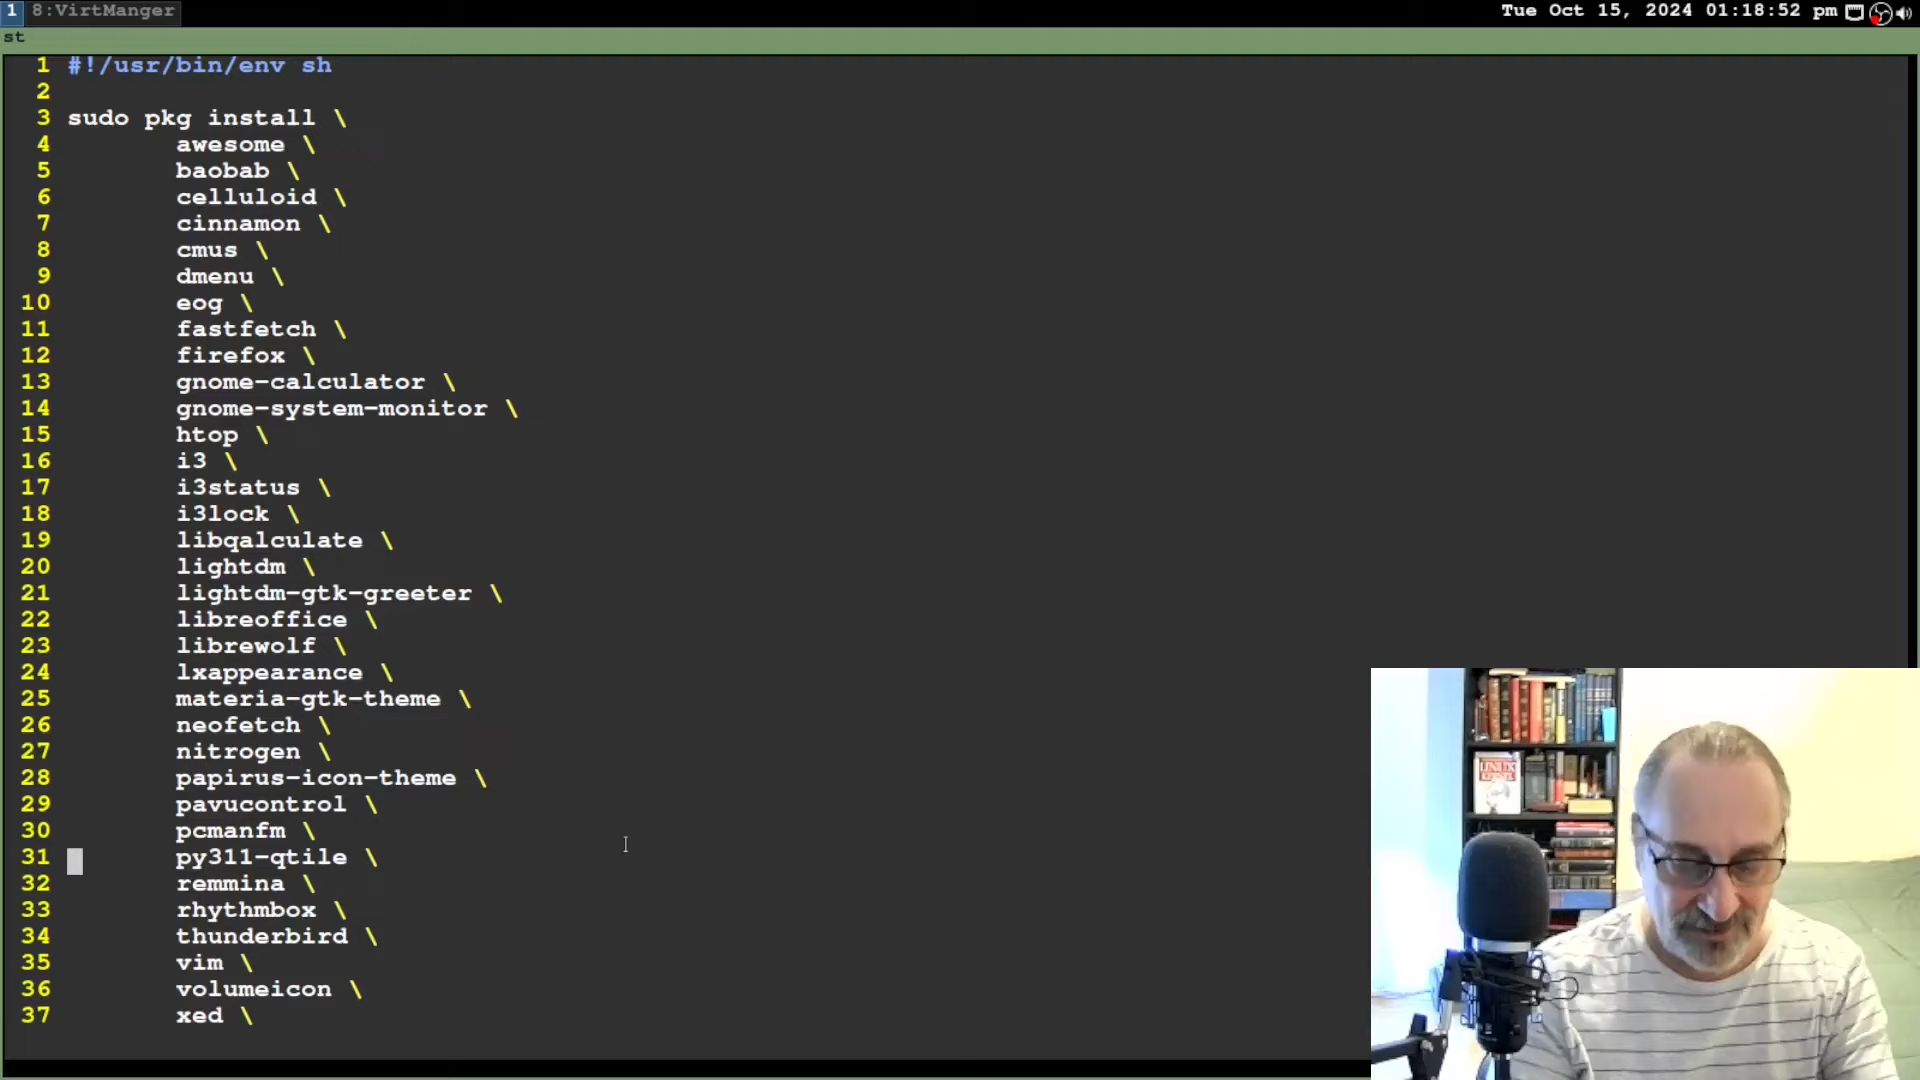 1 8:VirtManger Tue Oct 15, 2024 01:18:52 pm
st
1 #!/usr/bin/env sh
2
3 sudo pkg install \
4 awesome \
5 baobab \
6 celluloid \
7 cinnamon \
8 cmus \
9 dmenu \
10 eog \
11 fastfetch \
12 firefox \
13 gnome-calculator \
14 gnome-system-monitor \
15 htop \
16 i3 \
17 i3status \
18 i3lock \
19 libqalculate \
20 lightdm \
21 lightdm-gtk-greeter \
22 libreoffice \
23 librewolf \
24 lxappearance \
25 materia-gtk-theme \
26 neofetch \
27 nitrogen \
28 papirus-icon-theme \
29 pavucontrol \
30 pcmanfm \
31 py311-qtile \
32 remmina \
33 rhythmbox \
34 thunderbird \
35 vim \
36 volumeicon \
37 xed \
LINUX
KERNEL